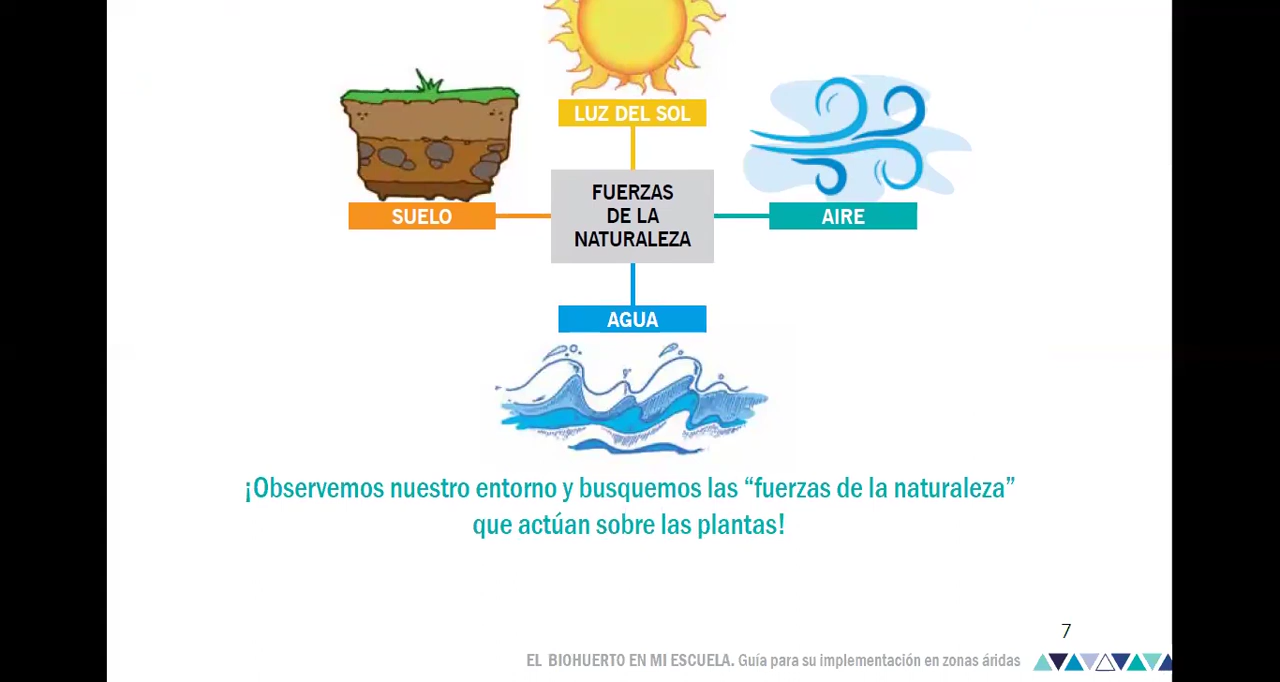 LUZ DEL SOL
SUELO
FUERZAS
DE LA
NATURALEZA
AIRE
AGUA
¡Observemos nuestro entorno y busquemos las “fuerzas de la naturaleza”
que actúan sobre las plantas!
7
EL BIOHUERTO EN MI ESCUELA. Guía para su implementación en zonas áridas